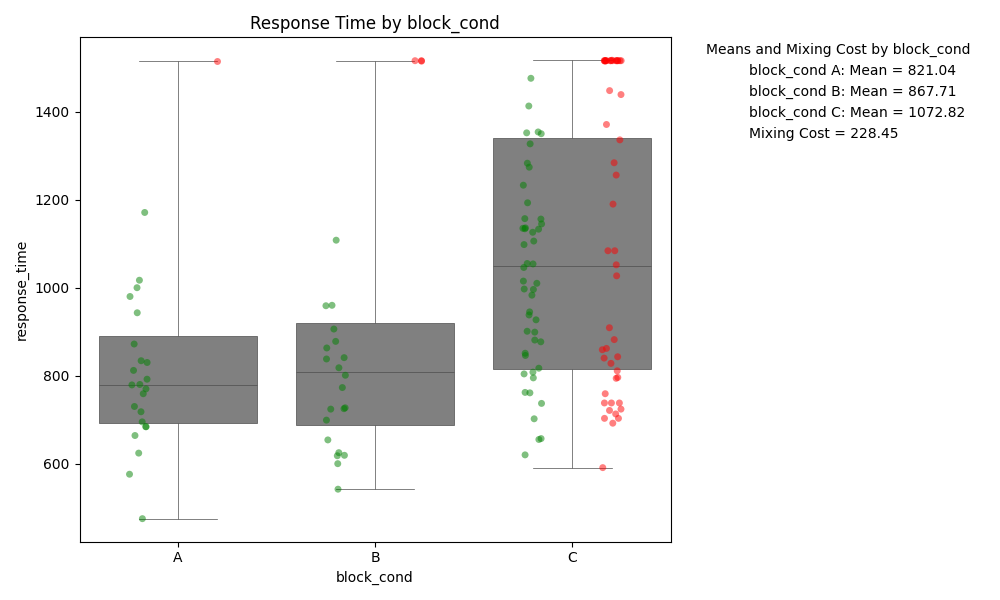 Response Time by block_cond
Means and Mixing Cost by block_cond
block_cond A: Mean = 821.04
block_cond B: Mean = 867.71
block_cond C: Mean = 1072.82
Mixing Cost = 228.45
response_time
1400
1200
1000
800
600
A
B
C
block_cond